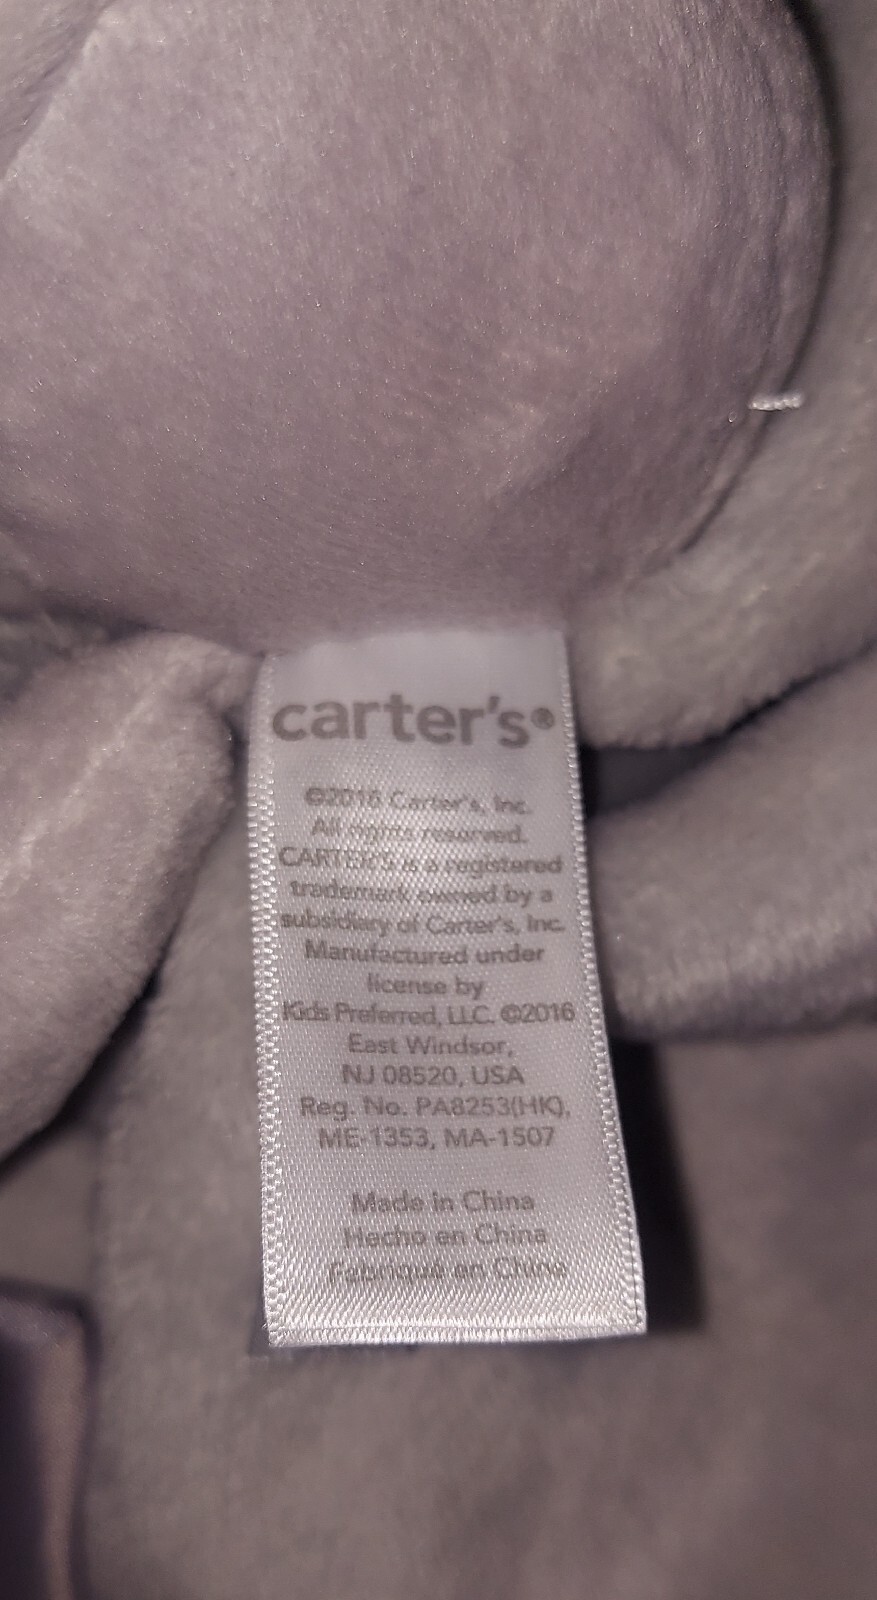 carter's®
©2016 Carter's, Inc.
All rights reserved.
CARTER'S is a registered
trademark owned by a
subsidiary of Carter's, Inc.
Manufactured under
license by
Kids Preferred, LLC. ©2016
East Windsor,
NJ 08520, USA
Reg. No. PA8253(HK),
ME-1353, MA-1507
Made in China
Hecho en China
Fabriqué en Chine